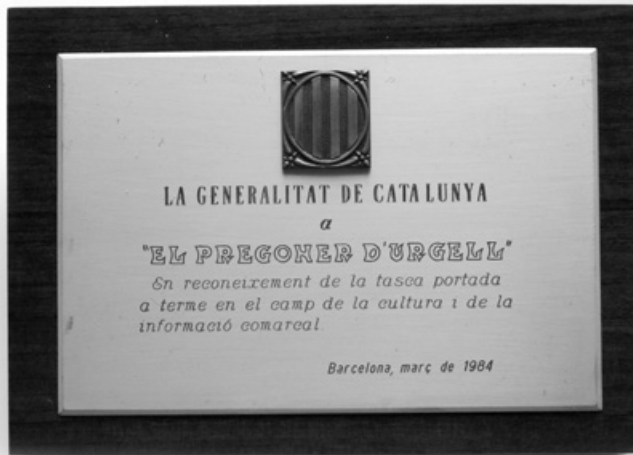 LA GENERALITAT DE CATALUNYA
a
"EL PREGONER D'URGELL"
En reconeixement de la tasca portada
a terme en el camp de la cultura i de la
informació comarcal.
Barcelona, març de 1984